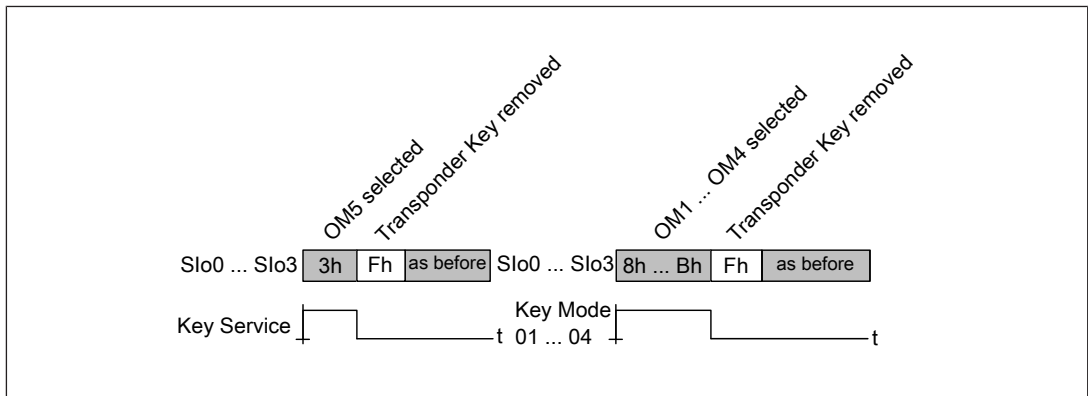 OM5 selected
Transponder Key removed
SIo0 ... SIo3 3h Fh as before
Key Service t
OM1 ... OM4 selected
Transponder Key removed
SIo0 ... SIo3 8h ... Bh Fh as before
Key Mode
01 ... 04 t